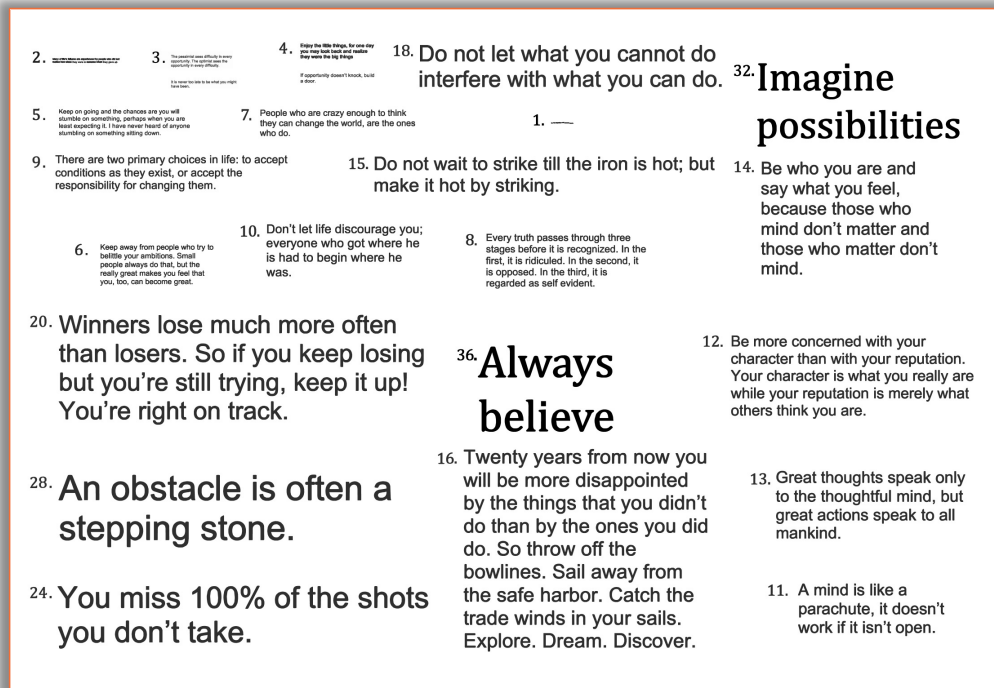 2.
3. The pessimist sees difficulty in every
opportunity. The optimist sees the
opportunity in every difficulty.
It is never too late to be what you might
have been.
4. Enjoy the little things, for one day
you may look back and realize
they were the big things
If opportunity doesn't knock, build
a door.
18. Do not let what you cannot do
interfere with what you can do.
32. Imagine
possibilities
5. Keep on going and the chances are you will
stumble on something, perhaps when you are
least expecting it. I have never heard of anyone
stumbling on something sitting down.
7. People who are crazy enough to think
they can change the world, are the ones
who do.
1.
9. There are two primary choices in life: to accept
conditions as they exist, or accept the
responsibility for changing them.
15. Do not wait to strike till the iron is hot; but
make it hot by striking.
14. Be who you are and
say what you feel,
because those who
mind don't matter and
those who matter don't
mind.
6. Keep away from people who try to
belittle your ambitions. Small
people always do that, but the
really great makes you feel that
you, too, can become great.
10. Don't let life discourage you;
everyone who got where he
is had to begin where he
was.
8. Every truth passes through three
stages before it is recognized. In the
first, it is ridiculed. In the second, it
is opposed. In the third, it is
regarded as self evident.
20. Winners lose much more often
than losers. So if you keep losing
but you're still trying, keep it up!
You're right on track.
36. Always
believe
12. Be more concerned with your
character than with your reputation.
Your character is what you really are
while your reputation is merely what
others think you are.
28. An obstacle is often a
stepping stone.
16. Twenty years from now you
will be more disappointed
by the things that you didn't
do than by the ones you did
do. So throw off the
bowlines. Sail away from
the safe harbor. Catch the
trade winds in your sails.
Explore. Dream. Discover.
13. Great thoughts speak only
to the thoughtful mind, but
great actions speak to all
mankind.
24. You miss 100% of the shots
you don't take.
11. A mind is like a
parachute, it doesn't
work if it isn't open.